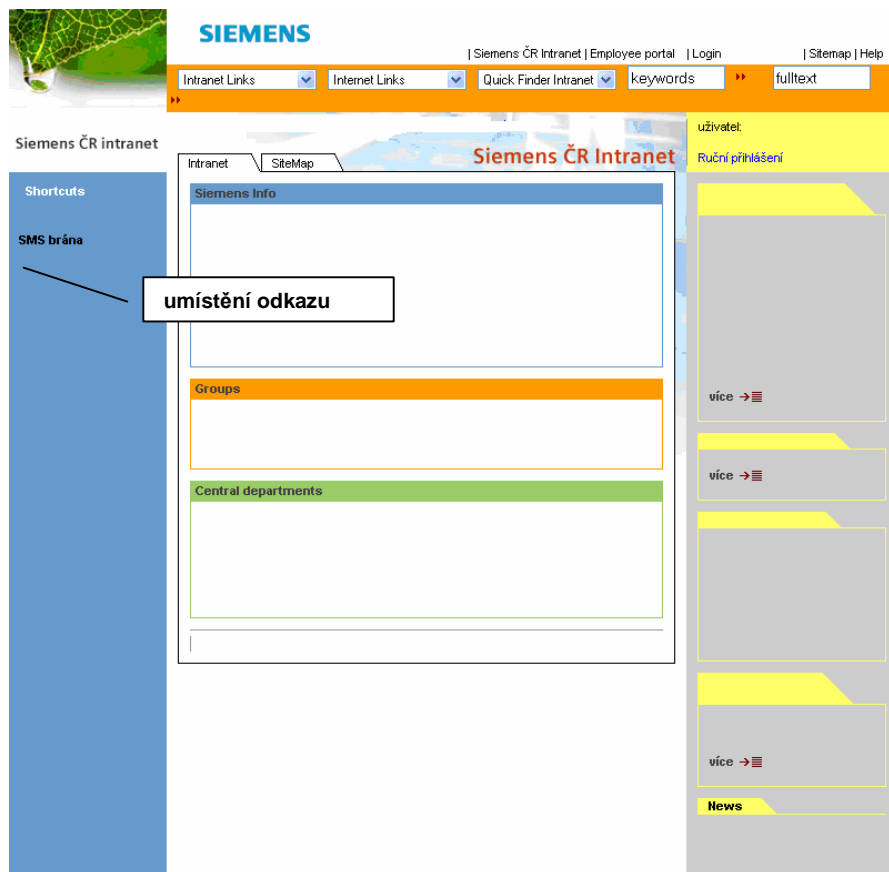 SIEMENS
| Siemens ČR Intranet | Employee portal | Login | Sitemap | Help
Intranet Links Internet Links Quick Finder Intranet keywords fulltext
Siemens ČR intranet
uživatel:
Ruční přihlášení
Intranet SiteMap Siemens ČR Intranet
Shortcuts
SMS brána
Siemens Info
umístění odkazu
Groups
Central departments
více
více
více
News